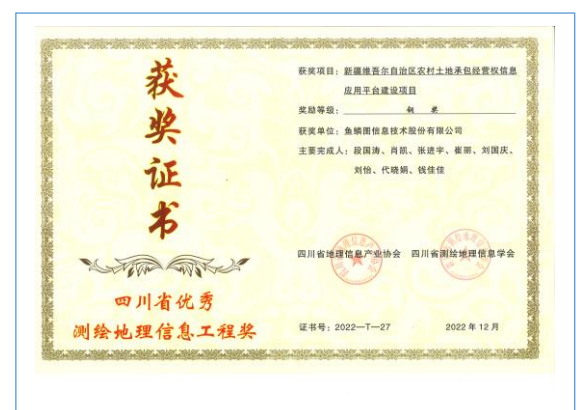 获奖证书
四川省优秀
测绘地理信息工程奖
获奖项目：新疆维吾尔自治区农村土地承包经营权信息
应用平台建设项目
奖励等级：铜 奖
获奖单位：鱼鳞图信息技术股份有限公司
主要完成人：段国涛、肖凯、张进宇、崔丽、刘国庆、
刘怡、代晓娟、钱佳佳
四川省地理信息产业协会 四川省测绘地理信息学会
证书号：2022—T—27 2022 年 12 月